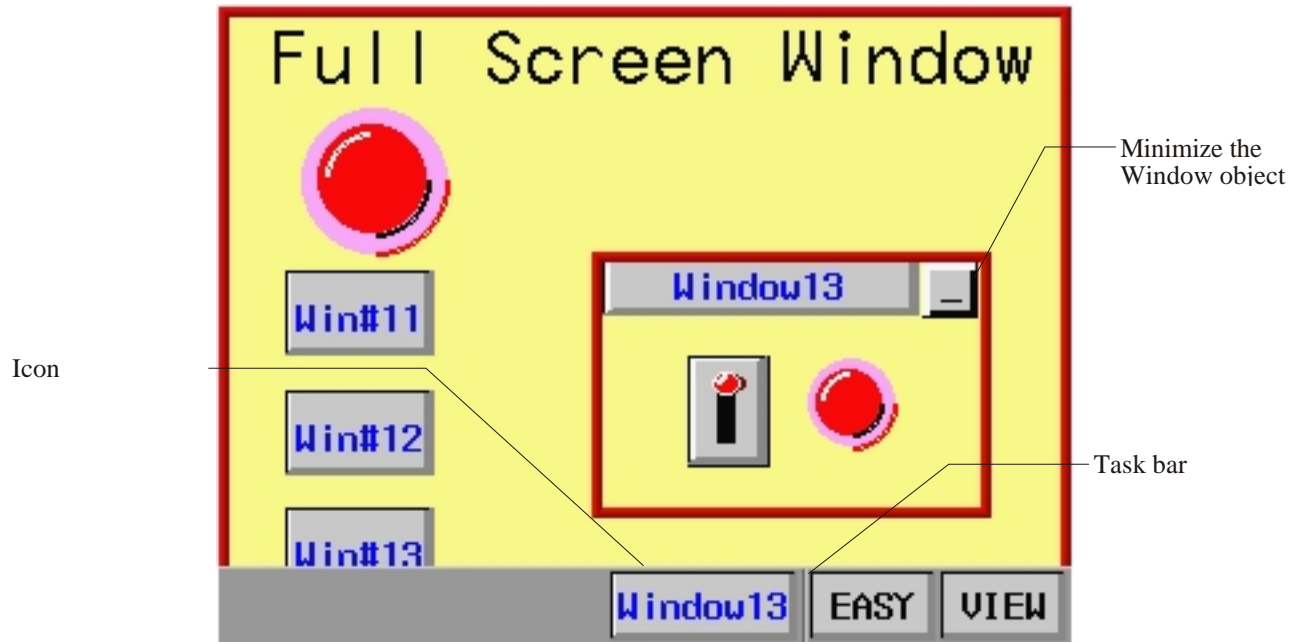 Full Screen Window
Minimize the
Window object
Window13
_
Win#11
Icon
Win#12
Task bar
Win#13
Window13
EASY
VIEW